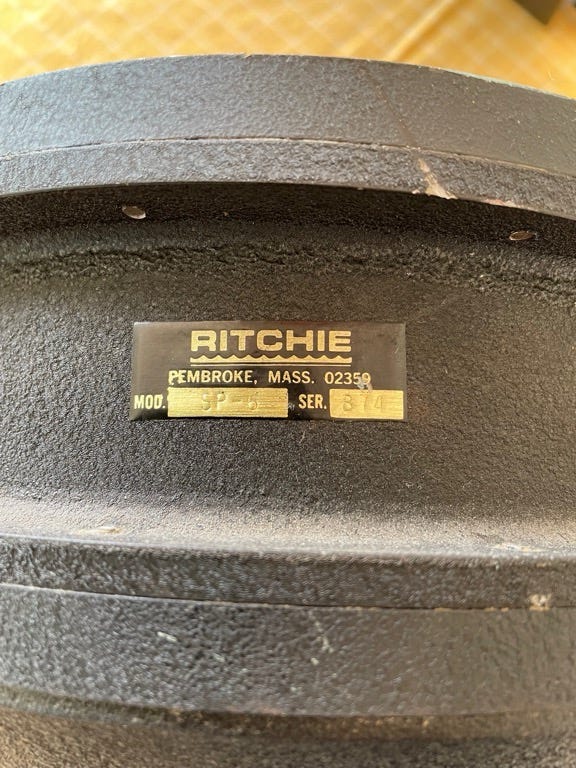 RITCHIE
PEMBROKE, MASS. 02359
MOD. SP-5 SER. 874